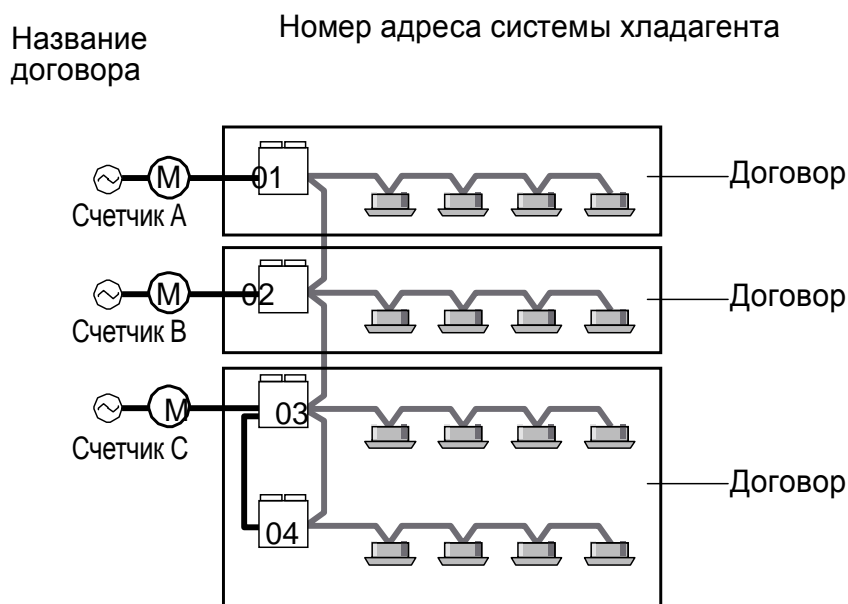 Название
договора
Номер адреса системы хладагента
M
01
Счетчик A
Договор
M
02
Счетчик B
Договор
M
03
Счетчик C
Договор
04